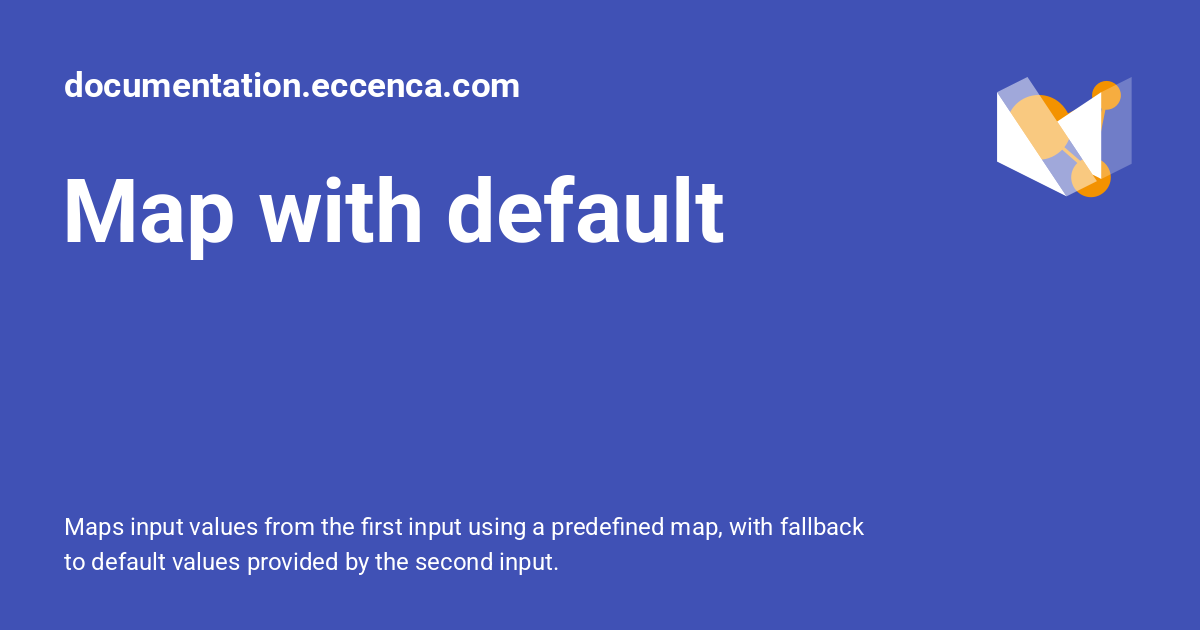 documentation.eccenca.com
Map with default
Maps input values from the first input using a predefined map, with fallback
to default values provided by the second input.